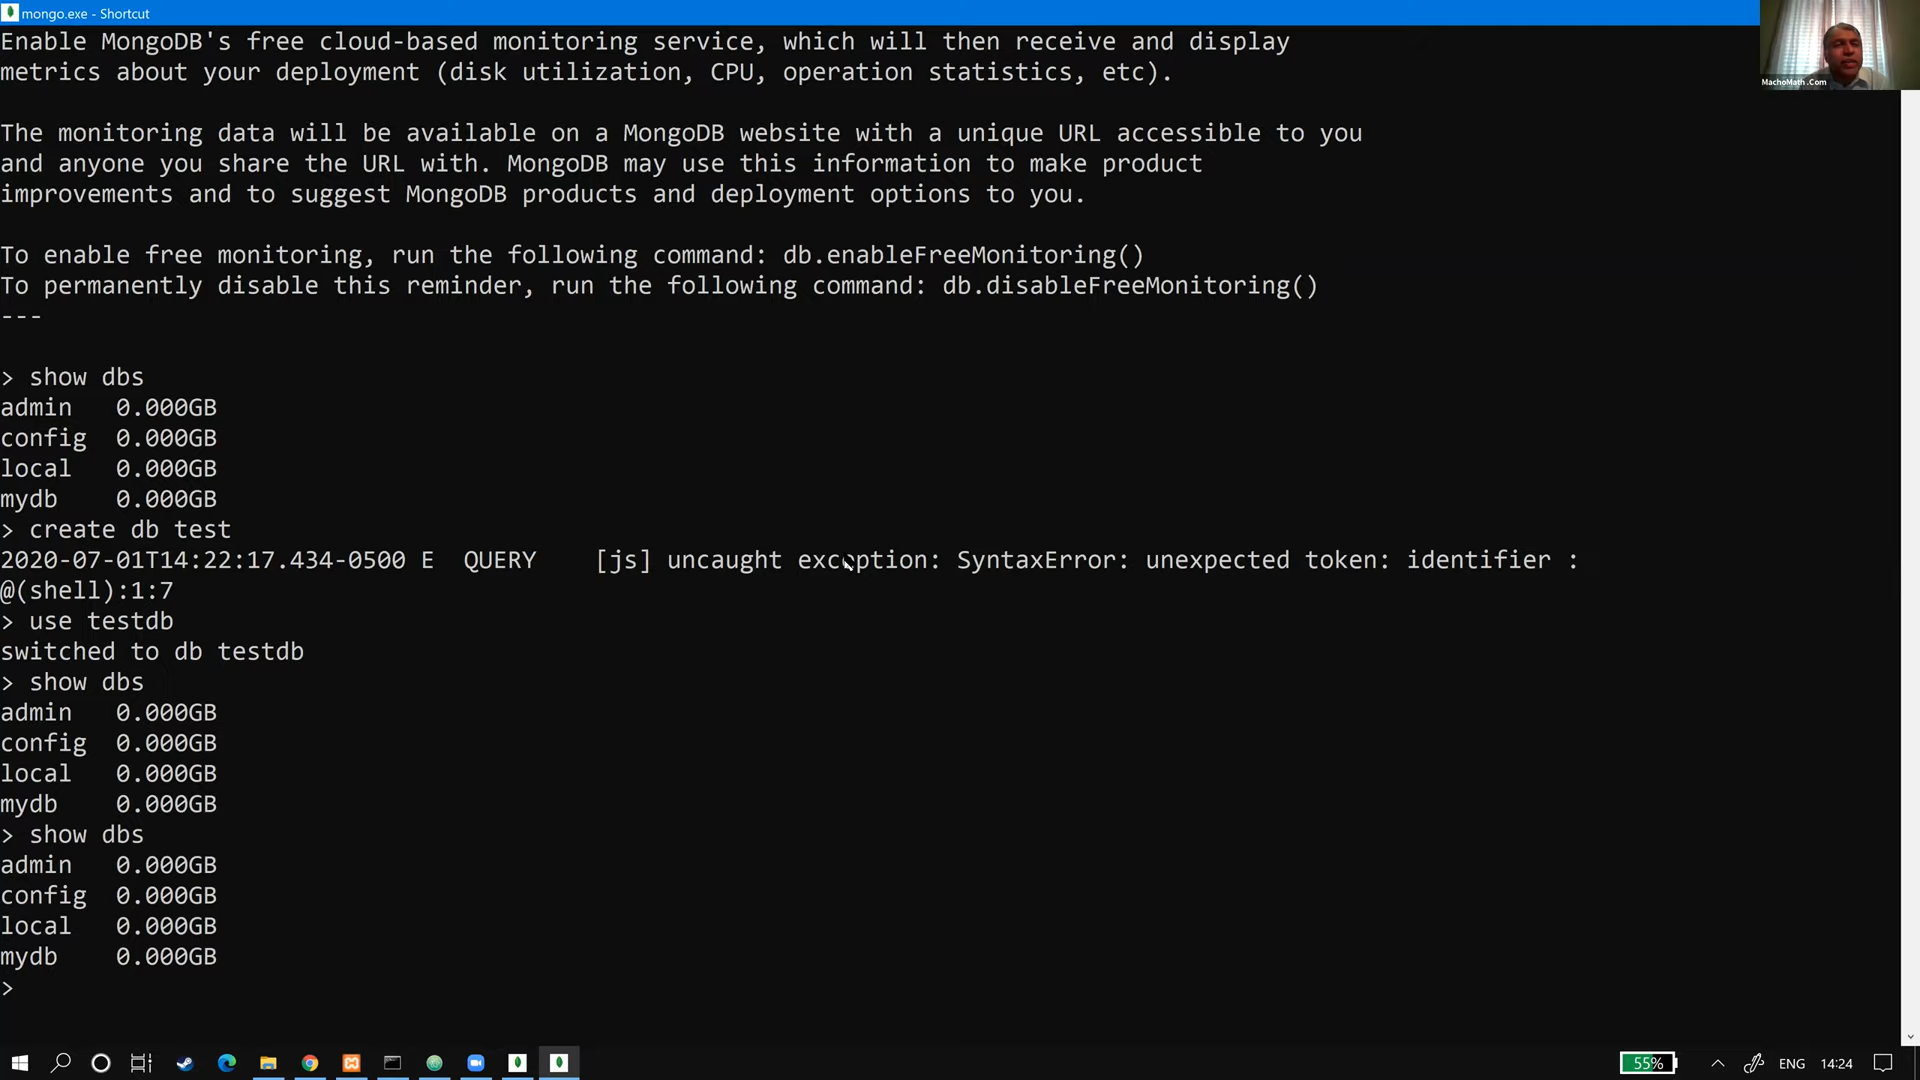 mongo.exe - Shortcut
Enable MongoDB's free cloud-based monitoring service, which will then receive and display
metrics about your deployment (disk utilization, CPU, operation statistics, etc).
The monitoring data will be available on a MongoDB website with a unique URL accessible to you
and anyone you share the URL with. MongoDB may use this information to make product
improvements and to suggest MongoDB products and deployment options to you.
To enable free monitoring, run the following command: db.enableFreeMonitoring()
To permanently disable this reminder, run the following command: db.disableFreeMonitoring()
---
> show dbs
admin   0.000GB
config  0.000GB
local   0.000GB
mydb    0.000GB
> create db test
2020-07-01T14:22:17.434-0500 E  QUERY    [js] uncaught exception: SyntaxError: unexpected token: identifier :
@(shell):1:7
> use testdb
switched to db testdb
> show dbs
admin   0.000GB
config  0.000GB
local   0.000GB
mydb    0.000GB
> show dbs
admin   0.000GB
config  0.000GB
local   0.000GB
mydb    0.000GB
>
MachoMath.Com
55%
ENG
14:24